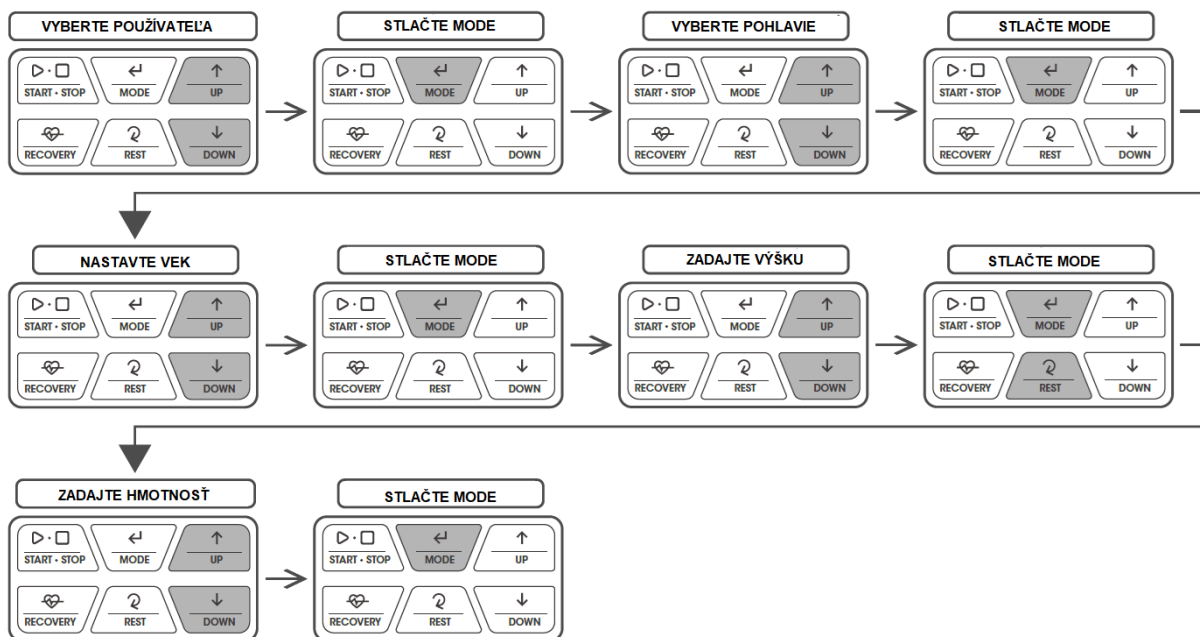 VYBERTE POUŽÍVATEĽA
STLAČTE MODE
VYBERTE POHLAVIE
STLAČTE MODE
START • STOP MODE UP
START • STOP MODE UP
START • STOP MODE UP
START • STOP MODE UP
RECOVERY REST DOWN
RECOVERY REST DOWN
RECOVERY REST DOWN
RECOVERY REST DOWN
NASTAVTE VEK
STLAČTE MODE
ZADAJTE VÝŠKU
STLAČTE MODE
START • STOP MODE UP
START • STOP MODE UP
START • STOP MODE UP
START • STOP MODE UP
RECOVERY REST DOWN
RECOVERY REST DOWN
RECOVERY REST DOWN
RECOVERY REST DOWN
ZADAJTE HMOTNOSŤ
STLAČTE MODE
START • STOP MODE UP
START • STOP MODE UP
RECOVERY REST DOWN
RECOVERY REST DOWN